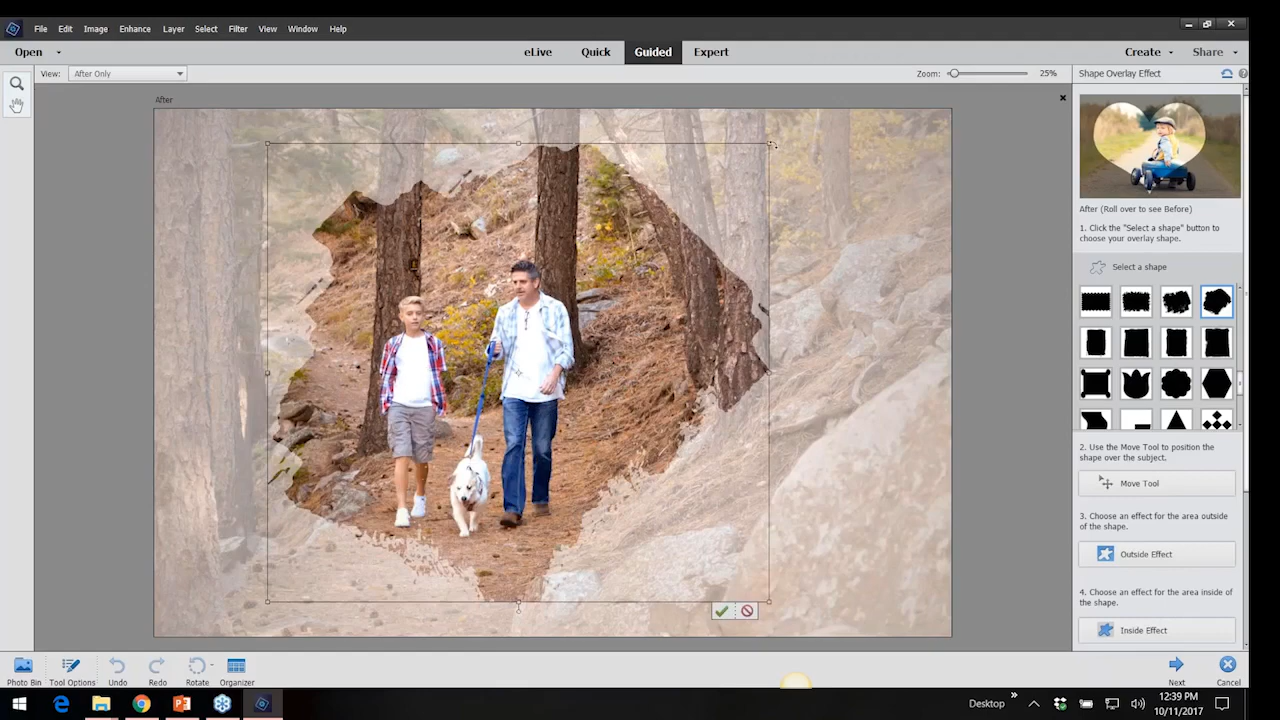 File Edit Image Enhance Layer Select Filter View Window Help
Open eLive Quick Guided Expert Create Share
View: After Only Zoom: 25% Shape Overlay Effect
After
After (Roll over to see Before)
1. Click the "Select a shape" button to
choose your overlay shape.
Select a shape
2. Use the Move Tool to position the
shape over the subject.
Move Tool
3. Choose an effect for the area outside
of the shape.
Outside Effect
4. Choose an effect for the area inside of
the shape.
Inside Effect
Photo Bin Tool Options Undo Redo Rotate Organizer Next Cancel
Desktop 12:39 PM
10/11/2017